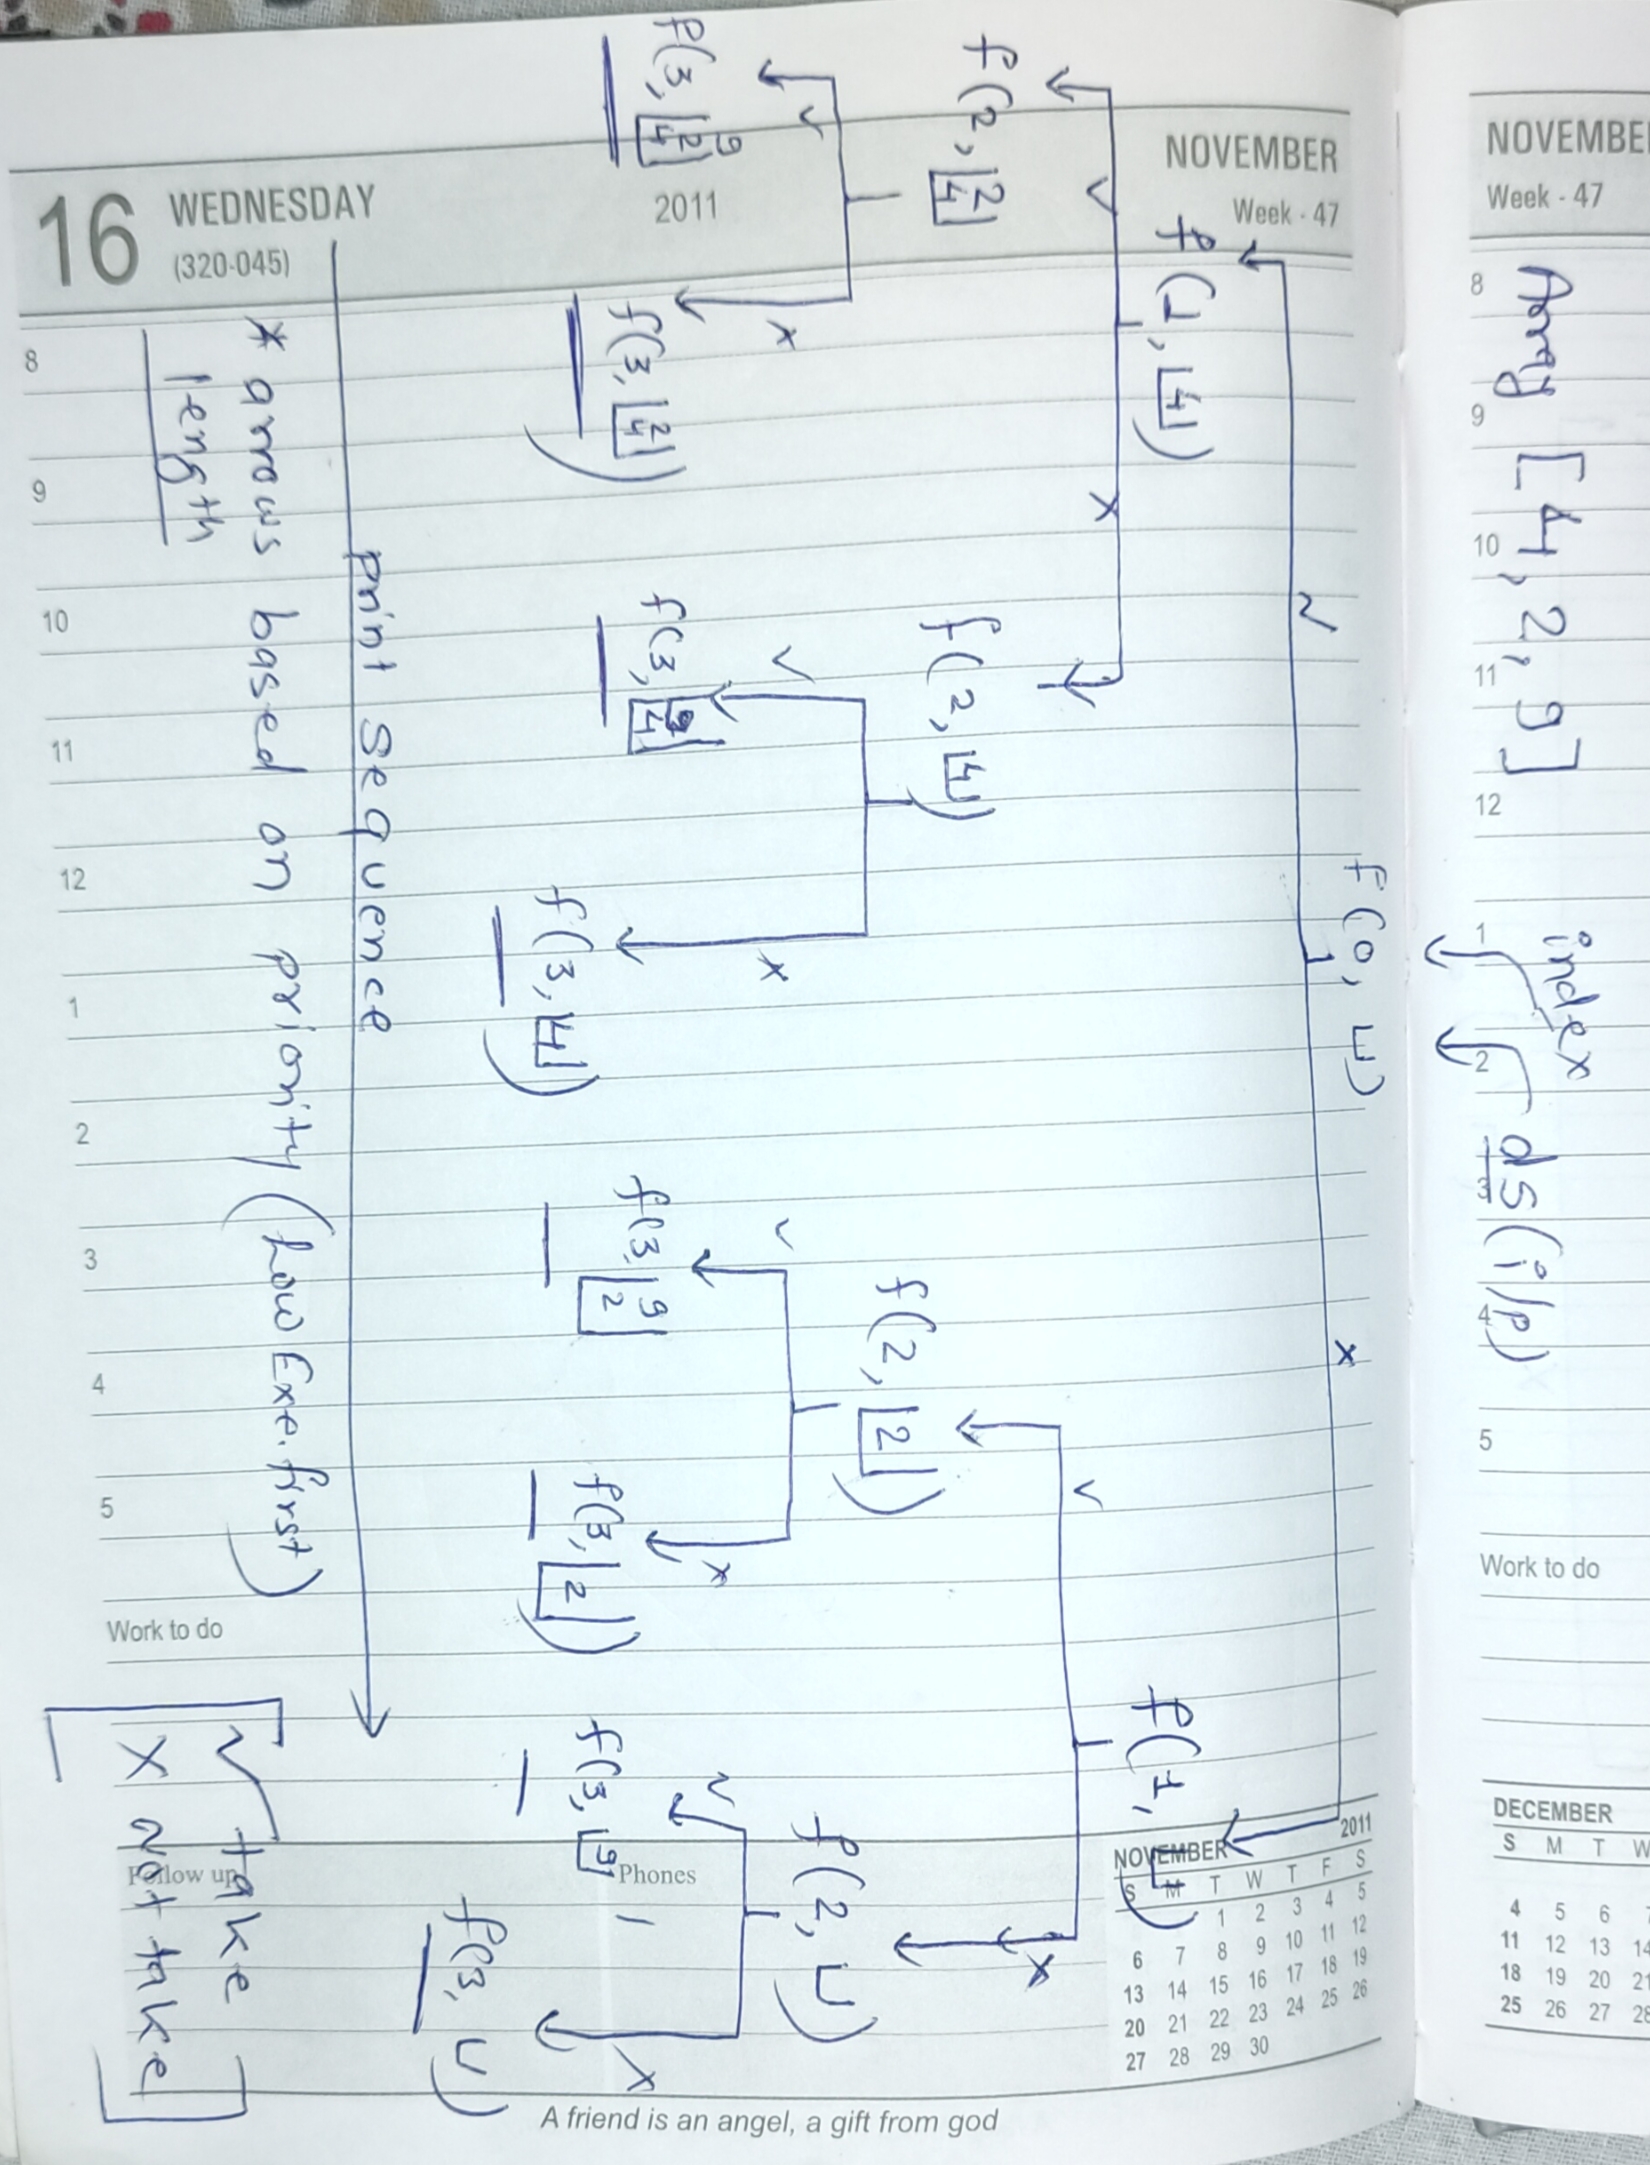 Array [4, 2, 9]
index
ds (i/p)
f(0, ⊔)
✓
x
f(1, |4|)
f(1, ⊔)
✓
x
✓
x
f(2, |2 4|)
f(2, |4|)
f(2, |2|)
f(2, ⊔)
✓
x
✓
x
✓
x
✓
x
f(3, |9 2 4|
f(3, |2 4|)
f(3, |9 4|
f(3, |4|)
f(3, |9 2|
f(3, |2|)
f(3, |9|
f(3, ⊔)
Print Sequence
* arrows based on priority (Low Exe. first)
length
✓ take
X not take
16
WEDNESDAY
(320-045)
2011
NOVEMBER
Week - 47
8
9
10
11
12
1
2
3
4
5
Work to do
Follow up
Phones
NOVEMBER 2011
S M T W T F S
1 2 3 4 5
6 7 8 9 10 11 12
13 14 15 16 17 18 19
20 21 22 23 24 25 26
27 28 29 30
A friend is an angel, a gift from god
NOVEMBE
Week - 47
8
9
10
11
12
1
2
3
4
5
Work to do
DECEMBER
S M T W
4 5 6
11 12 13 14
18 19 20 21
25 26 27 28